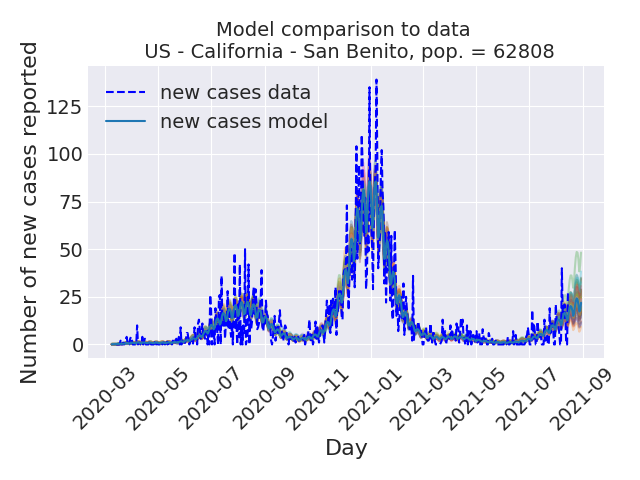 Model comparison to data
US - California - San Benito, pop. = 62808
Number of new cases reported
new cases data
new cases model
125
100
75
50
25
0
2020-03
2020-05
2020-07
2020-09
2020-11
2021-01
2021-03
2021-05
2021-07
2021-09
Day